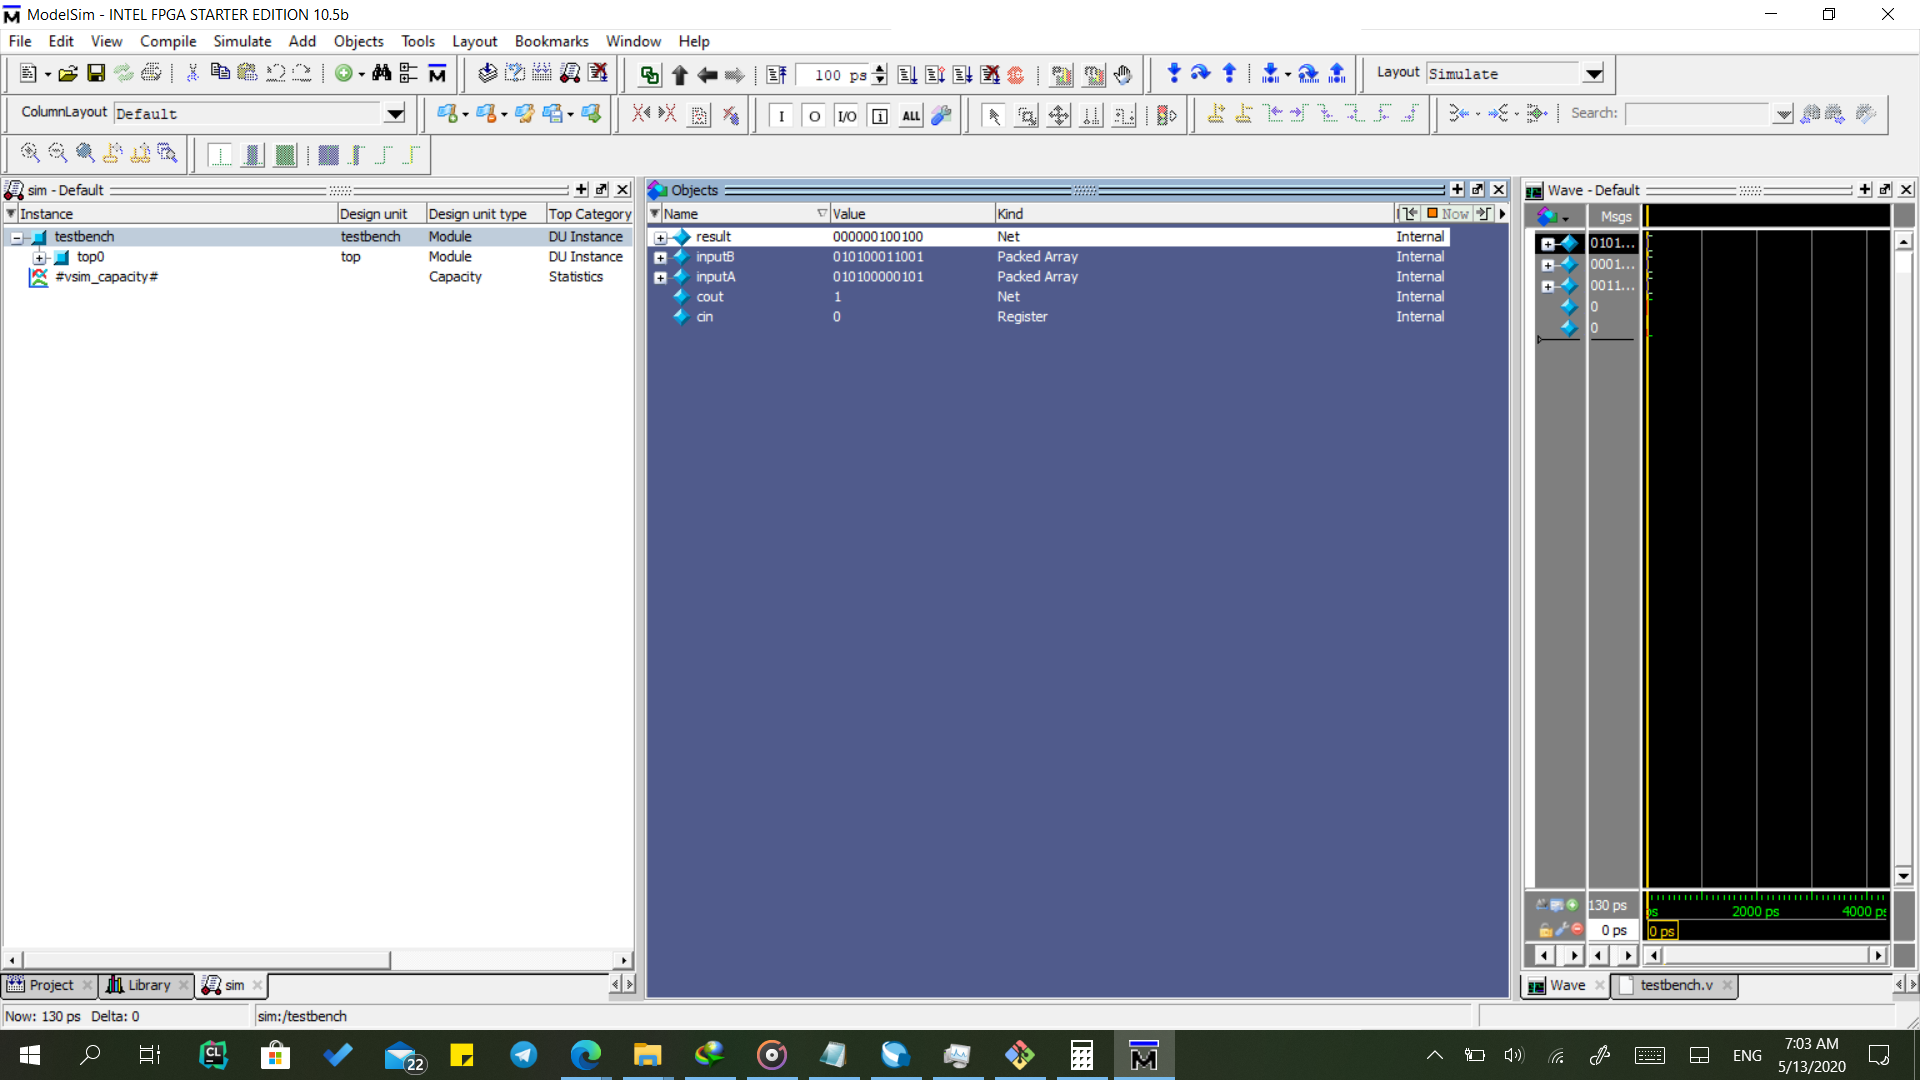 ModelSim - INTEL FPGA STARTER EDITION 10.5b
File Edit View Compile Simulate Add Objects Tools Layout Bookmarks Window Help
100 ps
Layout Simulate
ColumnLayout Default
I O I/O i ALL
Search:
sim - Default
Instance Design unit Design unit type Top Category
testbench testbench Module DU Instance
top0 top Module DU Instance
#vsim_capacity# Capacity Statistics
Objects
Name Value Kind Now
result 000000100100 Net Internal
inputB 010100011001 Packed Array Internal
inputA 010100000101 Packed Array Internal
cout 1 Net Internal
cin 0 Register Internal
Wave - Default
Msgs
0101...
0001...
0011...
0
0
130 ps
ps 2000 ps 4000 ps
0 ps 0 ps
Project Library sim
Wave testbench.v
Now: 130 ps Delta: 0 sim:/testbench
CL
22
ENG
7:03 AM
5/13/2020